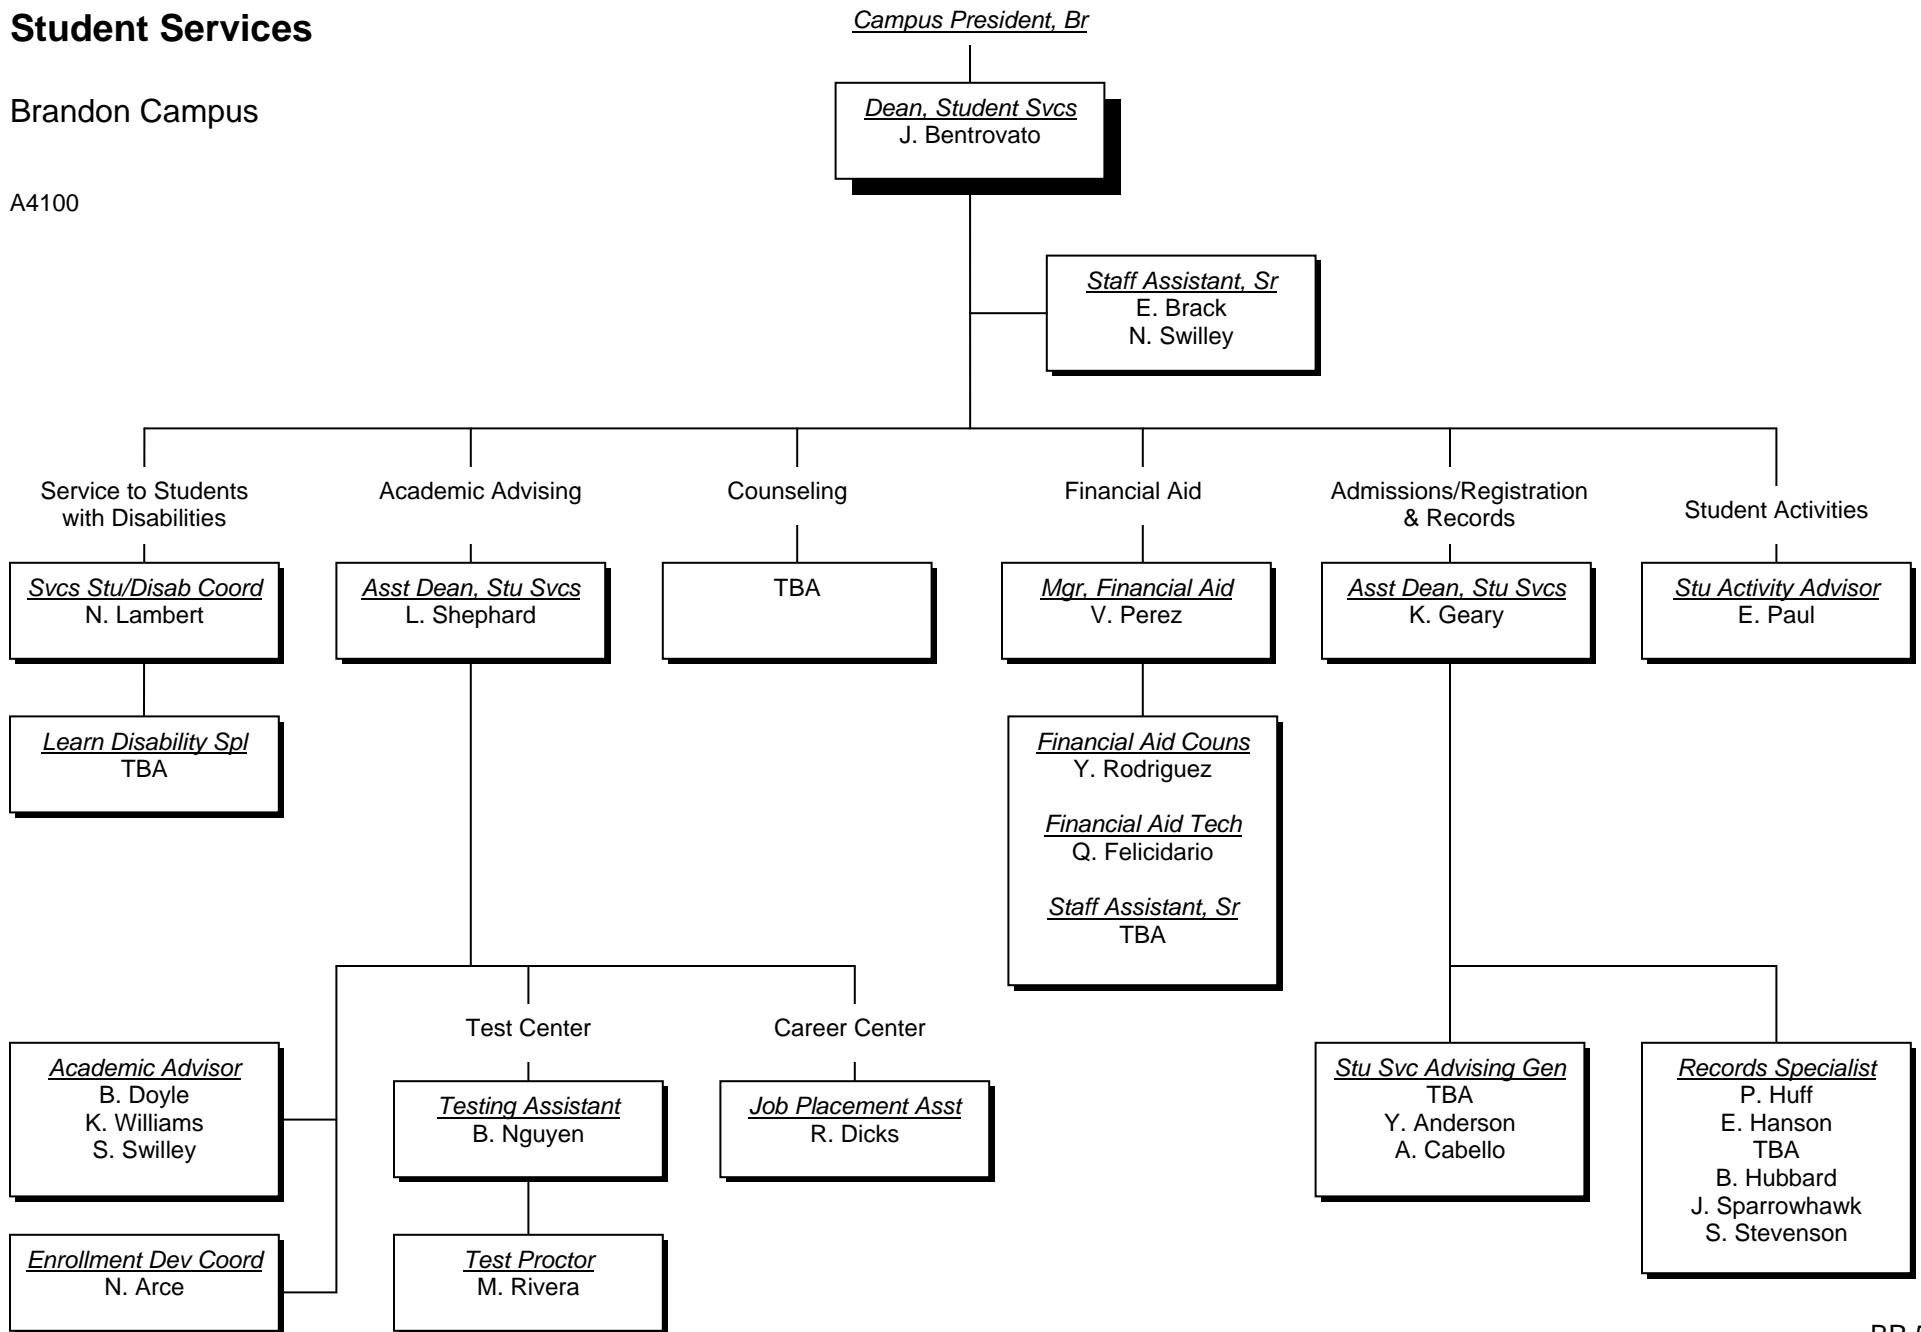 Student Services
Campus President, Br
Brandon Campus
Dean, Student Svcs
J. Bentrovato
A4100
Staff Assistant, Sr
E. Brack
N. Swilley
Service to Students
with Disabilities
Academic Advising
Counseling
Financial Aid
Admissions/Registration
& Records
Student Activities
Svcs Stu/Disab Coord
N. Lambert
Asst Dean, Stu Svcs
L. Shephard
TBA
Mgr, Financial Aid
V. Perez
Asst Dean, Stu Svcs
K. Geary
Stu Activity Advisor
E. Paul
Learn Disability Spl
TBA
Financial Aid Couns
Y. Rodriguez
Financial Aid Tech
Q. Felicidario
Staff Assistant, Sr
TBA
Test Center
Career Center
Academic Advisor
B. Doyle
K. Williams
S. Swilley
Testing Assistant
B. Nguyen
Job Placement Asst
R. Dicks
Stu Svc Advising Gen
TBA
Y. Anderson
A. Cabello
Records Specialist
P. Huff
E. Hanson
TBA
B. Hubbard
J. Sparrowhawk
S. Stevenson
Enrollment Dev Coord
N. Arce
Test Proctor
M. Rivera